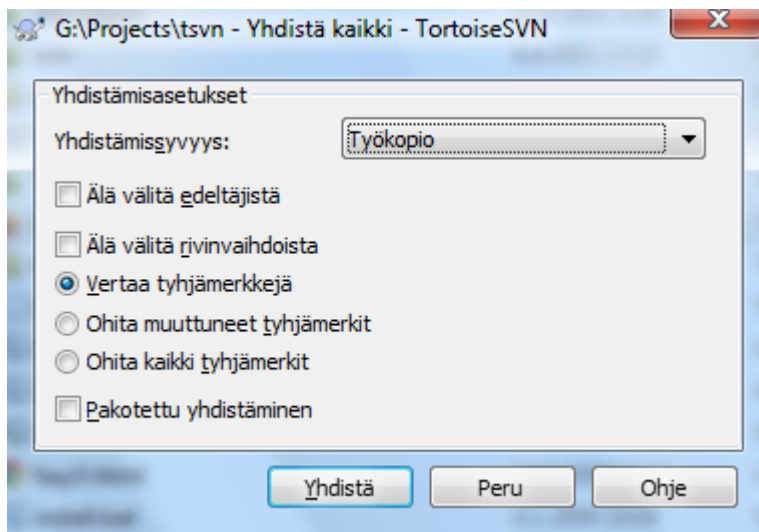 G:\Projects\tsvn - Yhdistä kaikki - TortoiseSVN
Yhdistämisasetukset
Yhdistämissyvyys: Työkopio
Älä välitä edeltäjistä
Älä välitä rivinvaihdoista
Vertaa tyhjämerkkejä
Ohita muuttuneet tyhjämerkit
Ohita kaikki tyhjämerkit
Pakotettu yhdistäminen
Yhdistä Peru Ohje